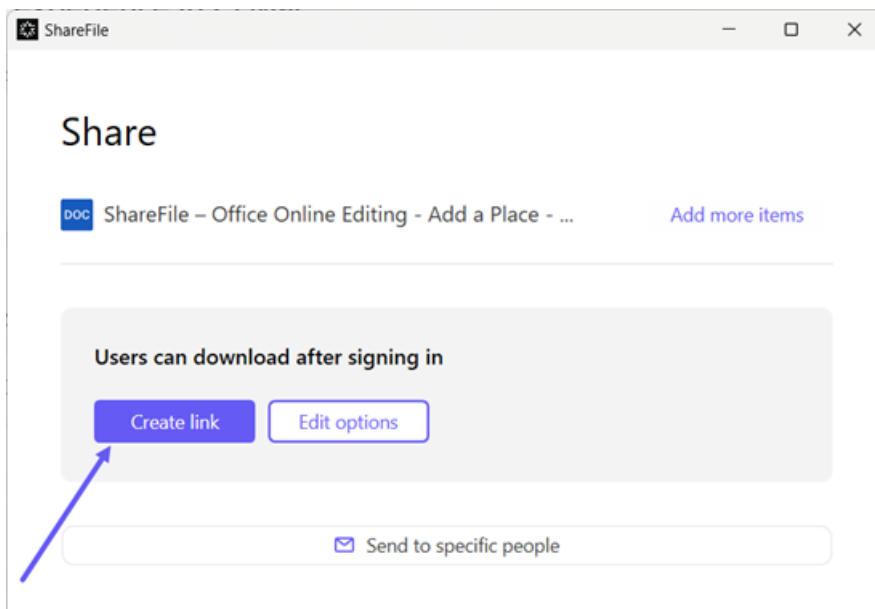 ShareFile
Share
DOC ShareFile – Office Online Editing - Add a Place - ... Add more items
Users can download after signing in
Create link Edit options
Send to specific people